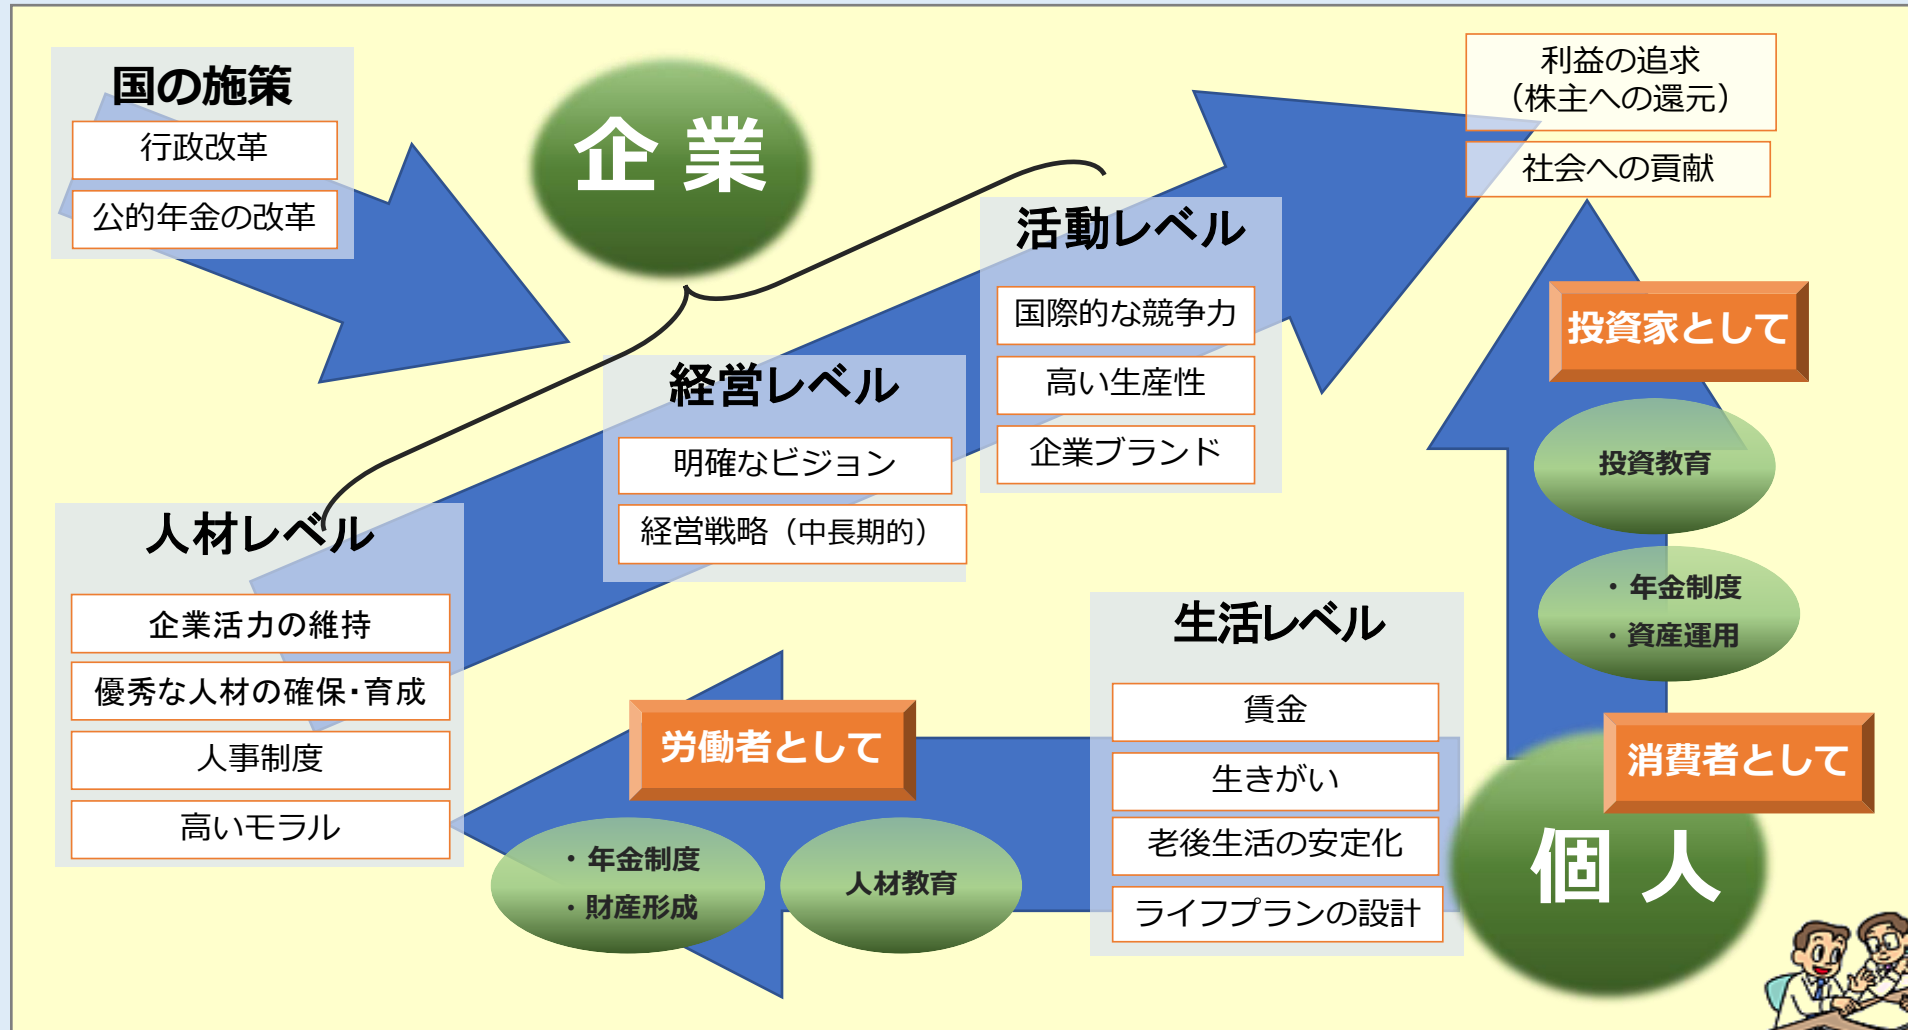 国の施策
行政改革
公的年金の改革
企業
利益の追求
（株主への還元）
社会への貢献
活動レベル
国際的な競争力
高い生産性
企業ブランド
経営レベル
明確なビジョン
経営戦略（中長期的）
人材レベル
企業活力の維持
優秀な人材の確保・育成
人事制度
高いモラル
投資家として
投資教育
・年金制度
・資産運用
消費者として
個人
生活レベル
賃金
生きがい
老後生活の安定化
ライフプランの設計
労働者として
・年金制度
・財産形成
人材教育